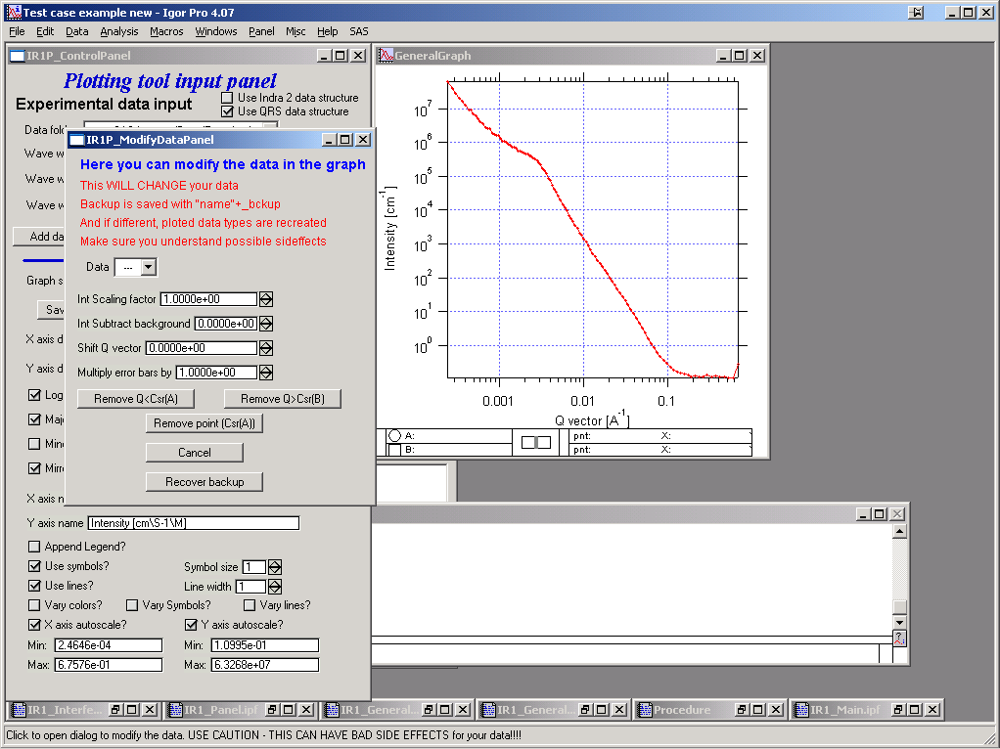 Test case example new - Igor Pro 4.07
File Edit Data Analysis Macros Windows Panel Misc Help SAS
IR1P_ControlPanel
Plotting tool input panel
Experimental data input
Use Indra 2 data structure
Use QRS data structure
Data fol
Wave w
Wave w
Wave w
Add da
Graph s
Sav
X axis d
Y axis d
Log
Maj
Min
Mirr
X axis n
Y axis name Intensity [cm\S-1\M]
Append Legend?
Use symbols? Symbol size 1
Use lines? Line width 1
Vary colors? Vary Symbols? Vary lines?
X axis autoscale? Y axis autoscale?
Min: 2.4646e-04 Min: 1.0995e-01
Max: 6.7576e-01 Max: 6.3268e+07
IR1P_ModifyDataPanel
Here you can modify the data in the graph
This WILL CHANGE your data
Backup is saved with "name"+_bckup
And if different, ploted data types are recreated
Make sure you understand possible sideffects
Data ---
Int Scaling factor 1.0000e+00
Int Subtract background 0.0000e+00
Shift Q vector 0.0000e+00
Multiply error bars by 1.0000e+00
Remove Q<Csr(A) Remove Q>Csr(B)
Remove point (Csr(A))
Cancel
Recover backup
GeneralGraph
Intensity [cm-1]
10^7
10^6
10^5
10^4
10^3
10^2
10^1
10^0
0.001 0.01 0.1
Q vector [A-1]
A: pnt: X:
B: pnt: X:
IR1_Interfe... IR1_Panel.ipf IR1_General... IR1_General... Procedure IR1_Main.ipf
Click to open dialog to modify the data. USE CAUTION - THIS CAN HAVE BAD SIDE EFFECTS for your data!!!!